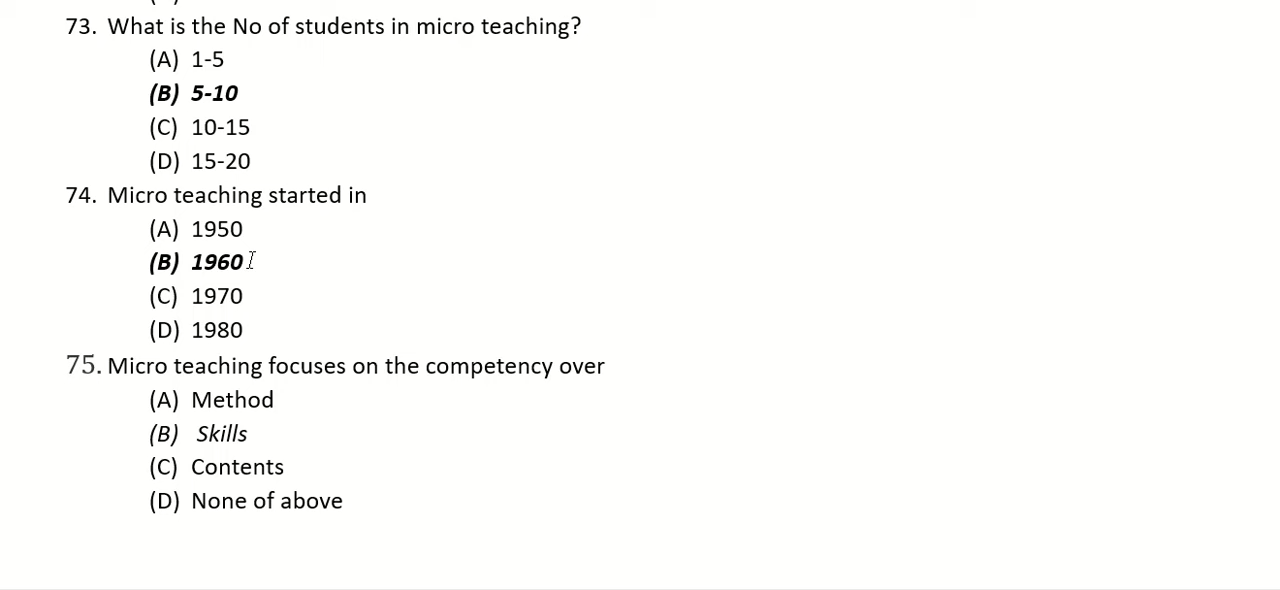 73. What is the No of students in micro teaching?
(A) 1-5
(B) 5-10
(C) 10-15
(D) 15-20
74. Micro teaching started in
(A) 1950
(B) 1960
(C) 1970
(D) 1980
75. Micro teaching focuses on the competency over
(A) Method
(B) Skills
(C) Contents
(D) None of above